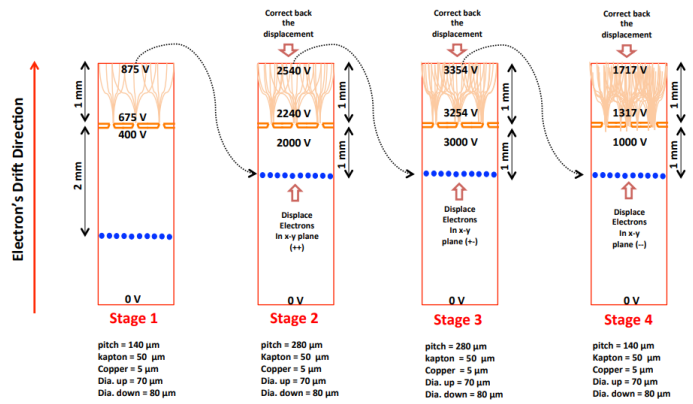 Electron's Drift Direction
1 mm
2 mm
875 V
675 V
400 V
0 V
Stage 1
pitch = 140 μm
kapton = 50 μm
Copper = 5 μm
Dia. up = 70 μm
Dia. down = 80 μm
Correct back
the
displacement
2540 V
2240 V
2000 V
1 mm
1 mm
Displace
Electrons
In x-y plane
(++)
0 V
Stage 2
pitch = 280 μm
Kapton = 50 μm
Copper = 5 μm
Dia. up = 70 μm
Dia. down = 80 μm
Correct back
the
displacement
3354 V
3254 V
3000 V
1 mm
1 mm
Displace
Electrons
In x-y
plane (+-)
0 V
Stage 3
pitch = 280 μm
kapton = 50 μm
Copper = 5 μm
Dia. up = 70 μm
Dia. down = 80 μm
Correct back
the
displacement
1717 V
1317 V
1000 V
1 mm
1 mm
Displace
Electrons
In x-y
plane (--)
0 V
Stage 4
pitch = 140 μm
Kapton = 50 μm
Copper = 5 μm
Dia. up = 70 μm
Dia. down = 80 μm